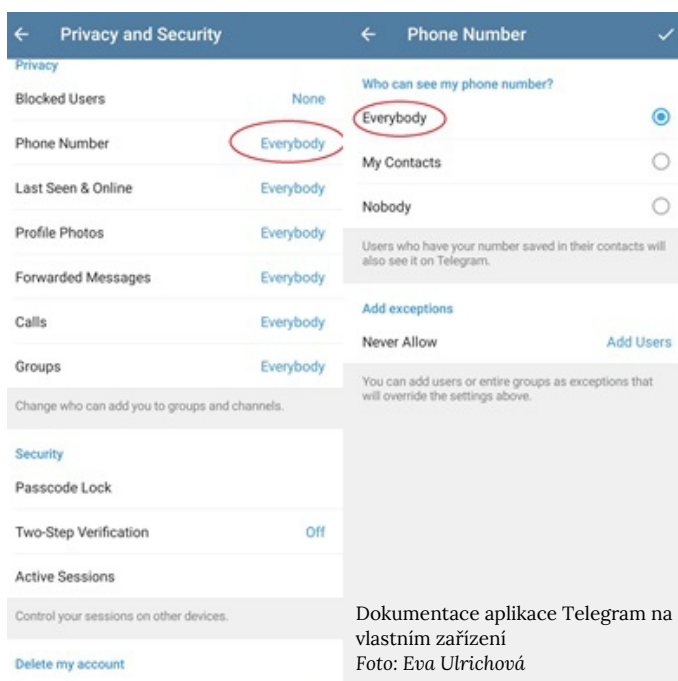 Privacy and Security
Privacy
Blocked Users None
Phone Number Everybody
Last Seen & Online Everybody
Profile Photos Everybody
Forwarded Messages Everybody
Calls Everybody
Groups Everybody
Change who can add you to groups and channels.
Security
Passcode Lock
Two-Step Verification Off
Active Sessions
Control your sessions on other devices.
Delete my account
Phone Number
Who can see my phone number?
Everybody
My Contacts
Nobody
Users who have your number saved in their contacts will
also see it on Telegram.
Add exceptions
Never Allow Add Users
You can add users or entire groups as exceptions that
will override the settings above.
Dokumentace aplikace Telegram na
vlastním zařízení
Foto: Eva Ulrichová